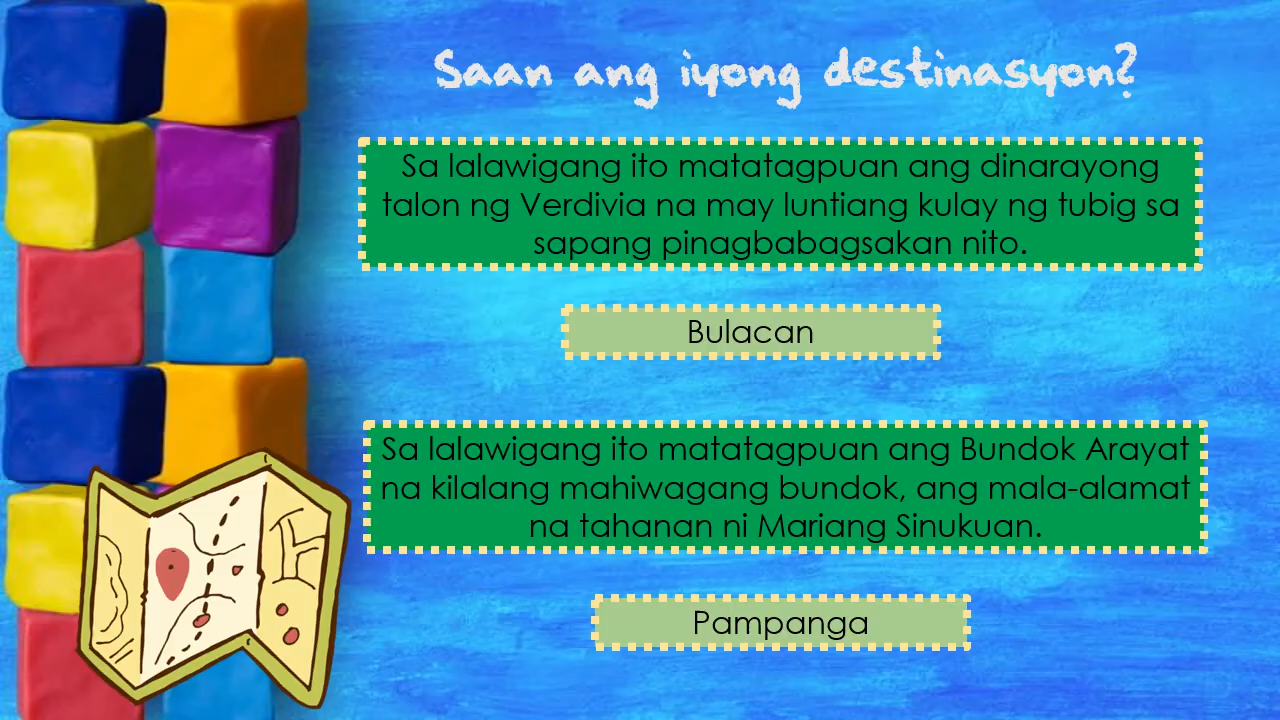 Saan ang iyong destinasyon?
Sa lalawigang ito matatagpuan ang dinarayong
talon ng Verdivia na may luntiang kulay ng tubig sa
sapang pinagbabagsakan nito.
Bulacan
Sa lalawigang ito matatagpuan ang Bundok Arayat
na kilalang mahiwagang bundok, ang mala-alamat
na tahanan ni Mariang Sinukuan.
Pampanga